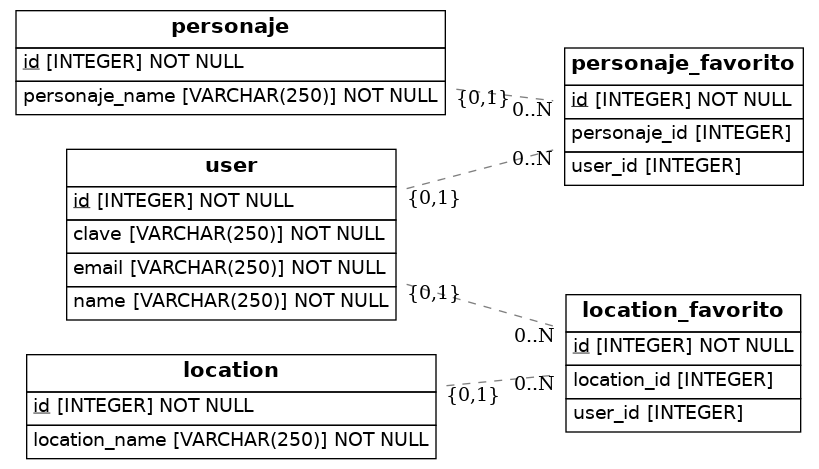 personaje
id [INTEGER] NOT NULL
personaje_name [VARCHAR(250)] NOT NULL
{0,1}
0..N
personaje_favorito
id [INTEGER] NOT NULL
personaje_id [INTEGER]
user_id [INTEGER]
user
id [INTEGER] NOT NULL
clave [VARCHAR(250)] NOT NULL
email [VARCHAR(250)] NOT NULL
name [VARCHAR(250)] NOT NULL
0..N
{0,1}
{0,1}
0..N
location_favorito
id [INTEGER] NOT NULL
location_id [INTEGER]
user_id [INTEGER]
location
id [INTEGER] NOT NULL
location_name [VARCHAR(250)] NOT NULL
{0,1}
0..N